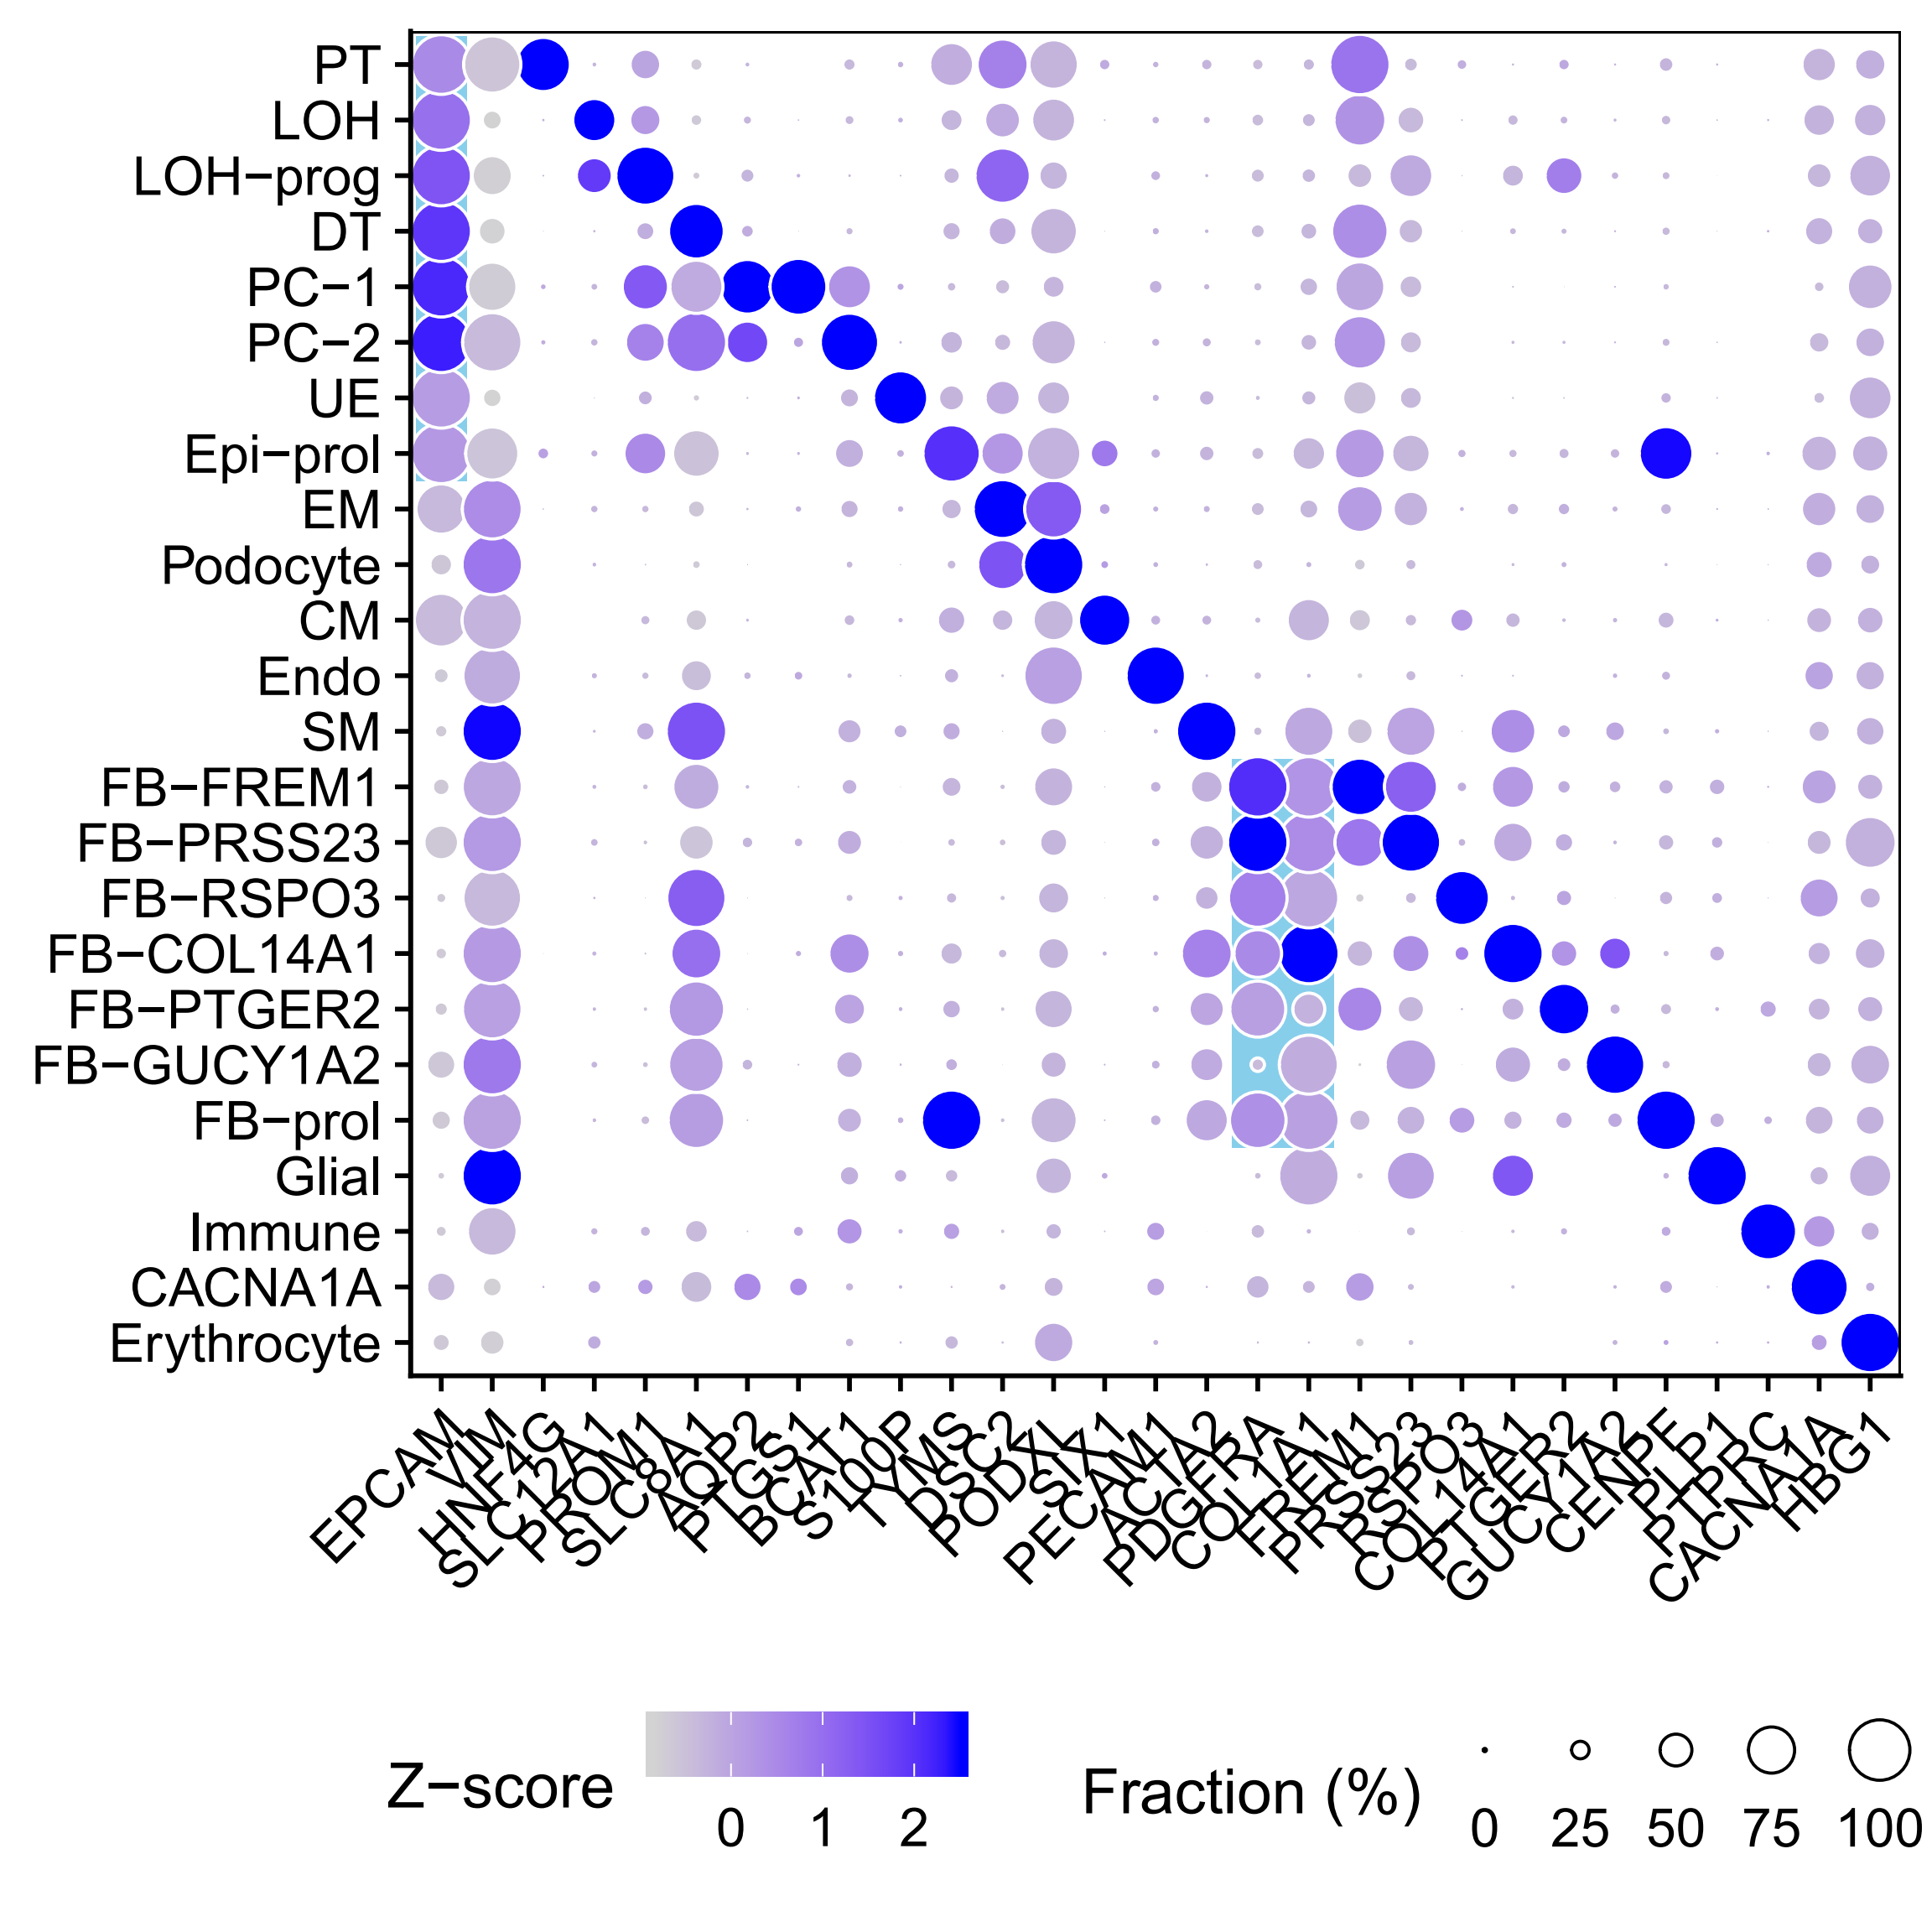 PT
LOH
LOH−prog
DT
PC−1
PC−2
UE
Epi−prol
EM
Podocyte
CM
Endo
SM
FB−FREM1
FB−PRSS23
FB−RSPO3
FB−COL14A1
FB−PTGER2
FB−GUCY1A2
FB−prol
Glial
Immune
CACNA1A
Erythrocyte
EPCAM
VIM
HNF4G
SLC12A1
SLC8A1
AQP2
BCAT1
S100P
TYMS
PODXL
SIX1
PECAM1
ACTA2
PDGFRA
COL1A1
FREM1
PRSS23
RSPO3
COL14A1
PTGER2
GUCY1A2
CENPF
PLP1
PTPRC
CACNA1A
HBG1
Z−score
0 1 2
Fraction (%)
0 25 50 75 100